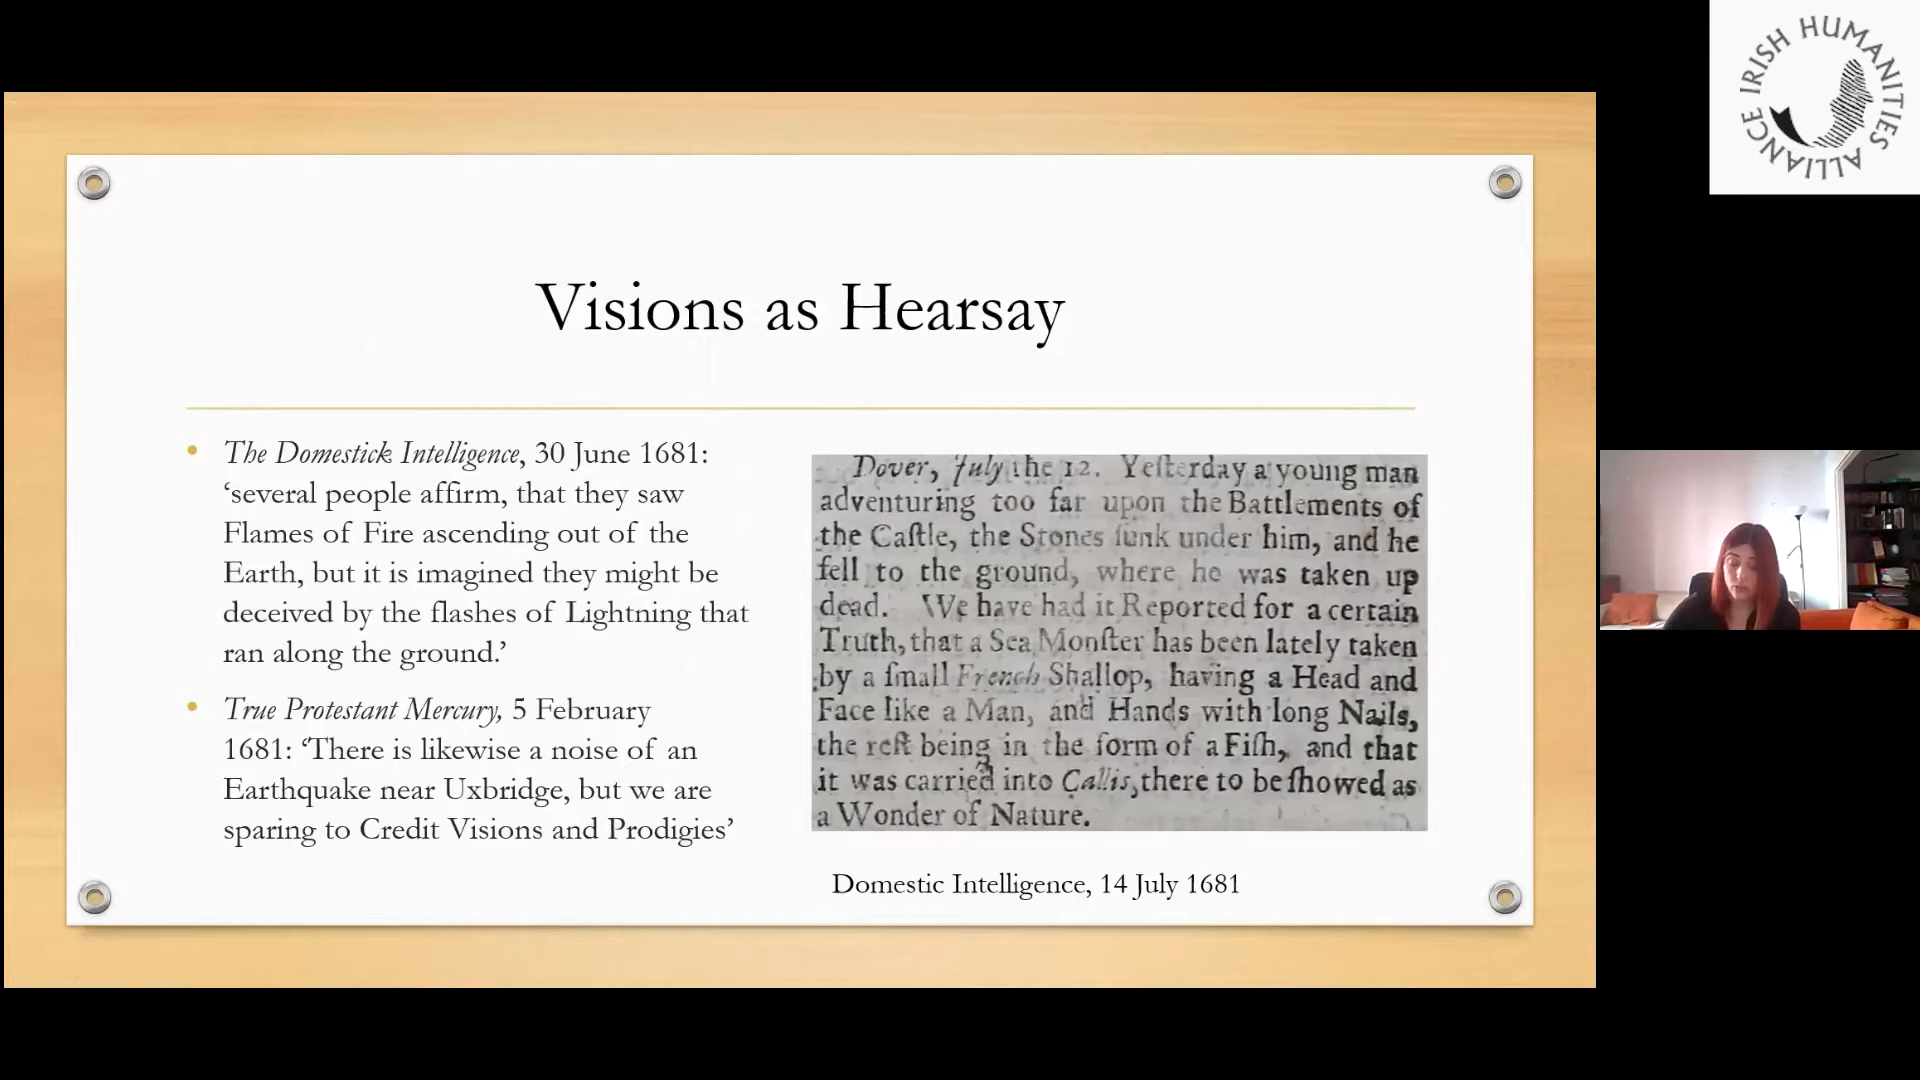 IRISH HUMANITIES ALLIANCE
Visions as Hearsay
• The Domestick Intelligence, 30 June 1681:
‘several people affirm, that they saw
Flames of Fire ascending out of the
Earth, but it is imagined they might be
deceived by the flashes of Lightning that
ran along the ground.’
• True Protestant Mercury, 5 February
1681: ‘There is likewise a noise of an
Earthquake near Uxbridge, but we are
sparing to Credit Visions and Prodigies’
Dover, July the 12. Yeſterday a young man
adventuring too far upon the Battlements of
the Caſtle, the Stones ſunk under him, and he
fell to the ground, where he was taken up
dead. We have had it Reported for a certain
Truth, that a Sea Monſter has been lately taken
by a ſmall French Shallop, having a Head and
Face like a Man, and Hands with long Nails,
the reſt being in the form of a Fiſh, and that
it was carried into Callis, there to be ſhowed as
a Wonder of Nature.
Domestic Intelligence, 14 July 1681